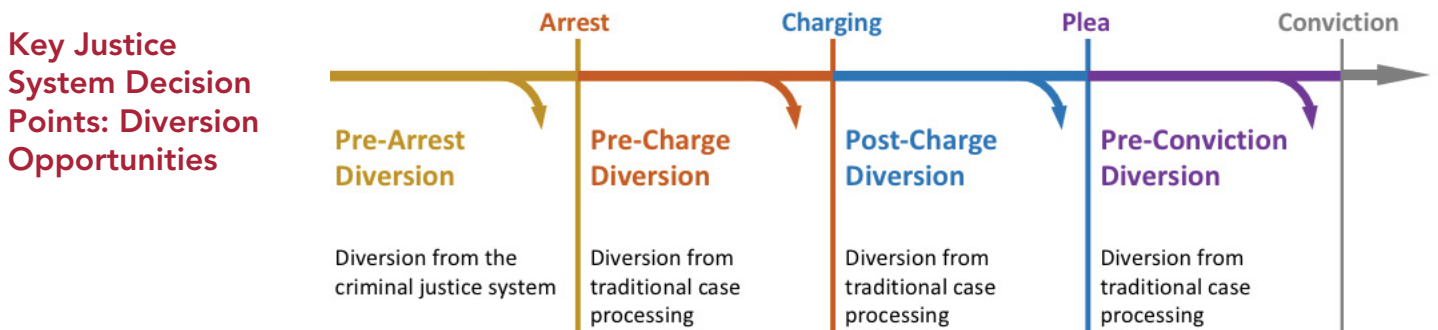 Key Justice
System Decision
Points: Diversion
Opportunities
Arrest
Charging
Plea
Conviction
Pre-Arrest
Diversion
Diversion from the
criminal justice system
Pre-Charge
Diversion
Diversion from
traditional case
processing
Post-Charge
Diversion
Diversion from
traditional case
processing
Pre-Conviction
Diversion
Diversion from
traditional case
processing